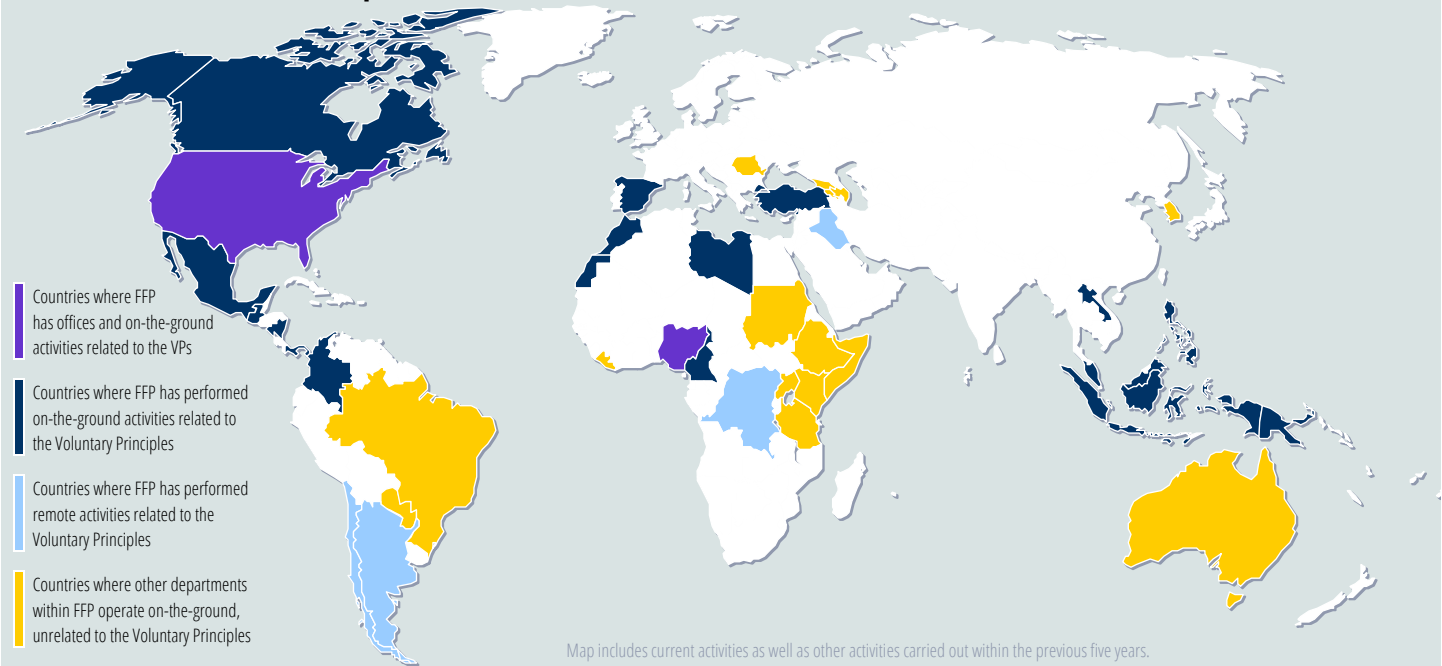 Countries where FFP
has offices and on-the-ground
activities related to the VPs
Countries where FFP has performed
on-the-ground activities related to
the Voluntary Principles
Countries where FFP has performed
remote activities related to the
Voluntary Principles
Countries where other departments
within FFP operate on-the-ground,
unrelated to the Voluntary Principles
Map includes current activities as well as other activities carried out within the previous five years.